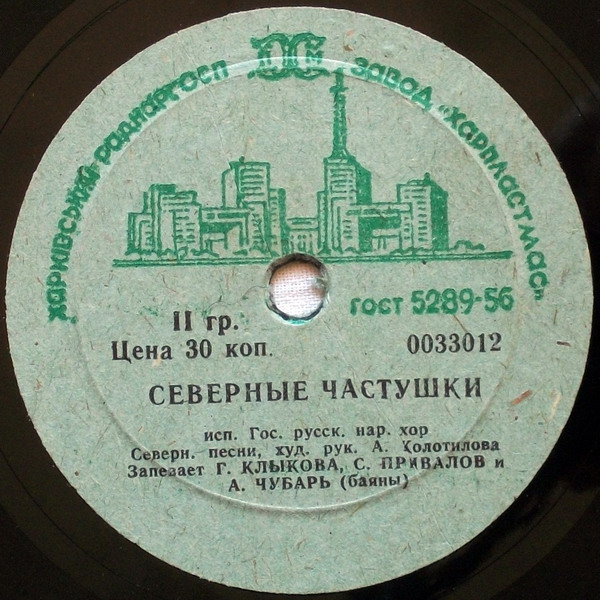 ХАРКІВСЬКИЙ РАДНАРГОСП ЗАВОД „ХАРПЛАСТМАС"
ГОСТ 5289-56
II гр.
Цена 30 коп. 0033012
СЕВЕРНЫЕ ЧАСТУШКИ
исп. Гос. русск. нар. хор
Северн. песни, худ. рук. А. Колотилова
Запевает Г. КЛЫКОВА, С. ПРИВАЛОВ и
А. ЧУБАРЬ (баяны)